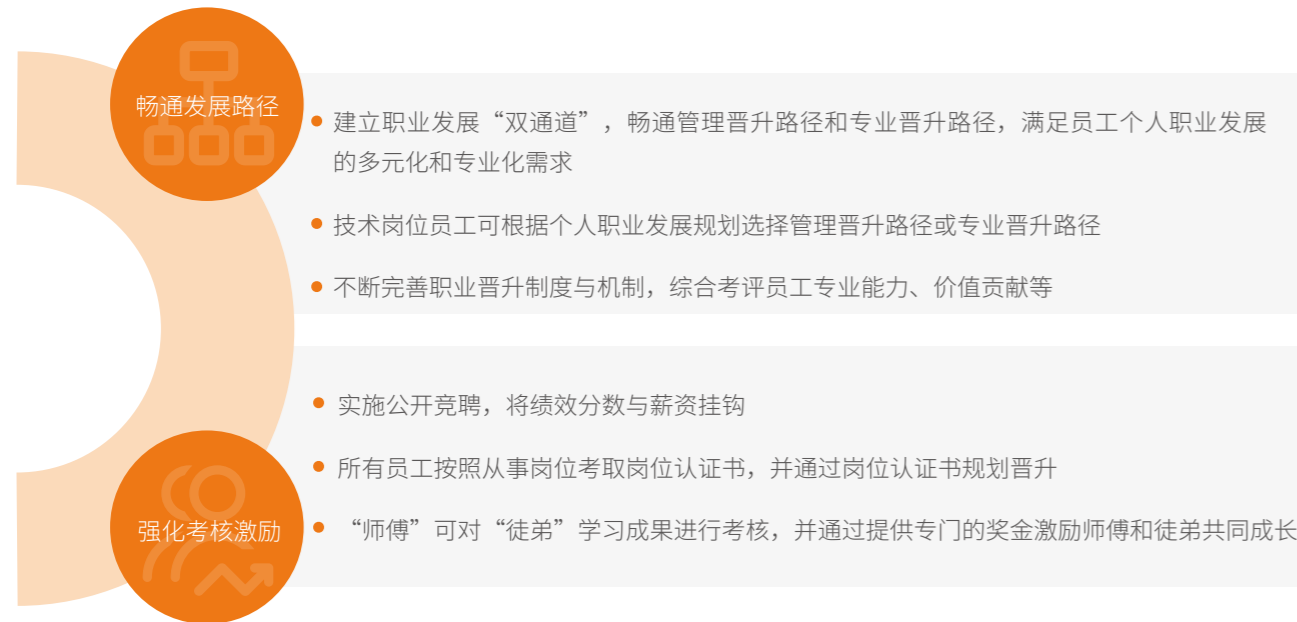 畅通发展路径
建立职业发展“双通道”，畅通管理晋升路径和专业晋升路径，满足员工个人职业发展
的多元化和专业化需求
技术岗位员工可根据个人职业发展规划选择管理晋升路径或专业晋升路径
不断完善职业晋升制度与机制，综合考评员工专业能力、价值贡献等
强化考核激励
实施公开竞聘，将绩效分数与薪资挂钩
所有员工按照从事岗位考取岗位认证书，并通过岗位认证书规划晋升
“师傅”可对“徒弟”学习成果进行考核，并通过提供专门的奖金激励师傅和徒弟共同成长